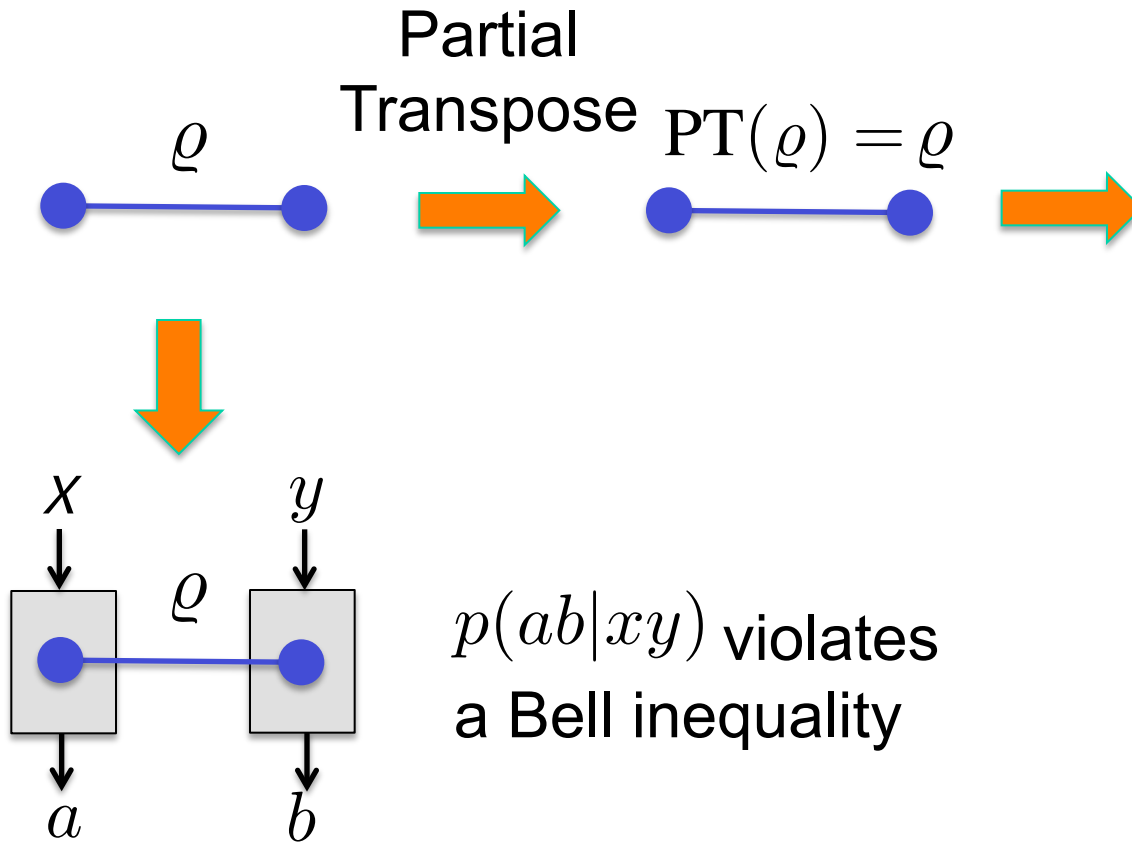 Partial
Transpose
ϱ
PT(ϱ) = ϱ
x
y
ϱ
p(ab|xy) violates
a Bell inequality
a
b